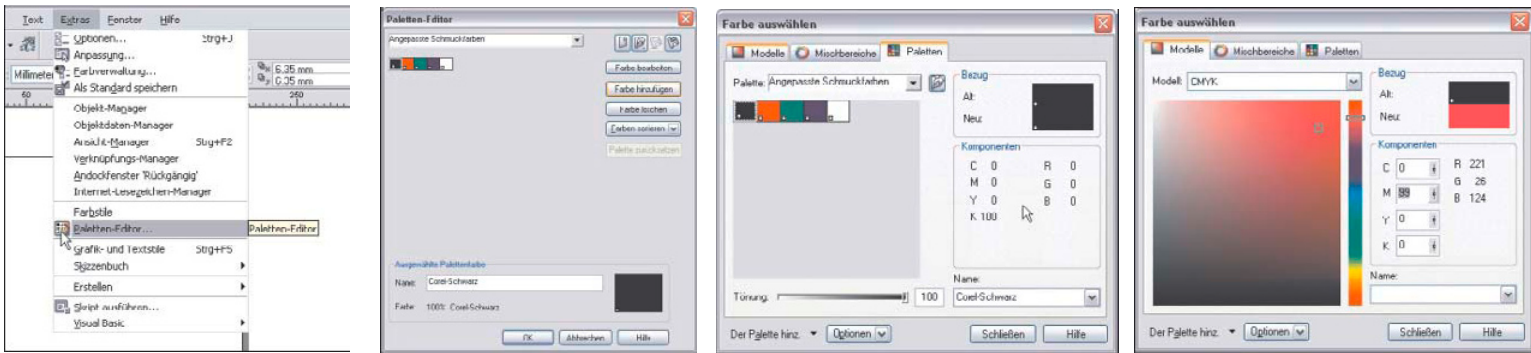 Text Extras Fenster Hilfe
Optionen... Strg+J
Anpassung...
Farbverwaltung...
Als Standard speichern
Objekt-Manager
Objektdaten-Manager
Ansicht-Manager Strg+F2
Verknüpfungs-Manager
Andockfenster 'Rückgängig'
Internet-Lesezeichen-Manager
Farbstile
Paletten-Editor...
Grafik- und Textstile Strg+F5
Skizzenbuch
Erstellen
Skript ausführen...
Visual Basic
Millimeter
6.35 mm
6.35 mm
60
250
Paletten-Editor
Paletten-Editor
Angepasste Schmuckfarben
Farbe bearbeiten
Farbe hinzufügen
Farbe löschen
Farben sortieren
Palette zurücksetzen
Ausgewählte Palettenfarbe
Name: Corel-Schwarz
Farbe 100% Corel-Schwarz
OK Abbrechen Hilfe
Farbe auswählen
Modelle Mischbereiche Paletten
Palette: Angepasste Schmuckfarben
Bezug
Alt:
Neu:
Komponenten
C 0 R 0
M 0 G 0
Y 0 B 0
K 100
Name:
Corel-Schwarz
Tönung: 100
Der Palette hinz. Optionen Schließen Hilfe
Farbe auswählen
Modelle Mischbereiche Paletten
Modell: CMYK
Bezug
Alt:
Neu:
Komponenten
C 0 R 221
M 99 G 26
Y 0 B 124
K 0
Name:
Der Palette hinz. Optionen Schließen Hilfe